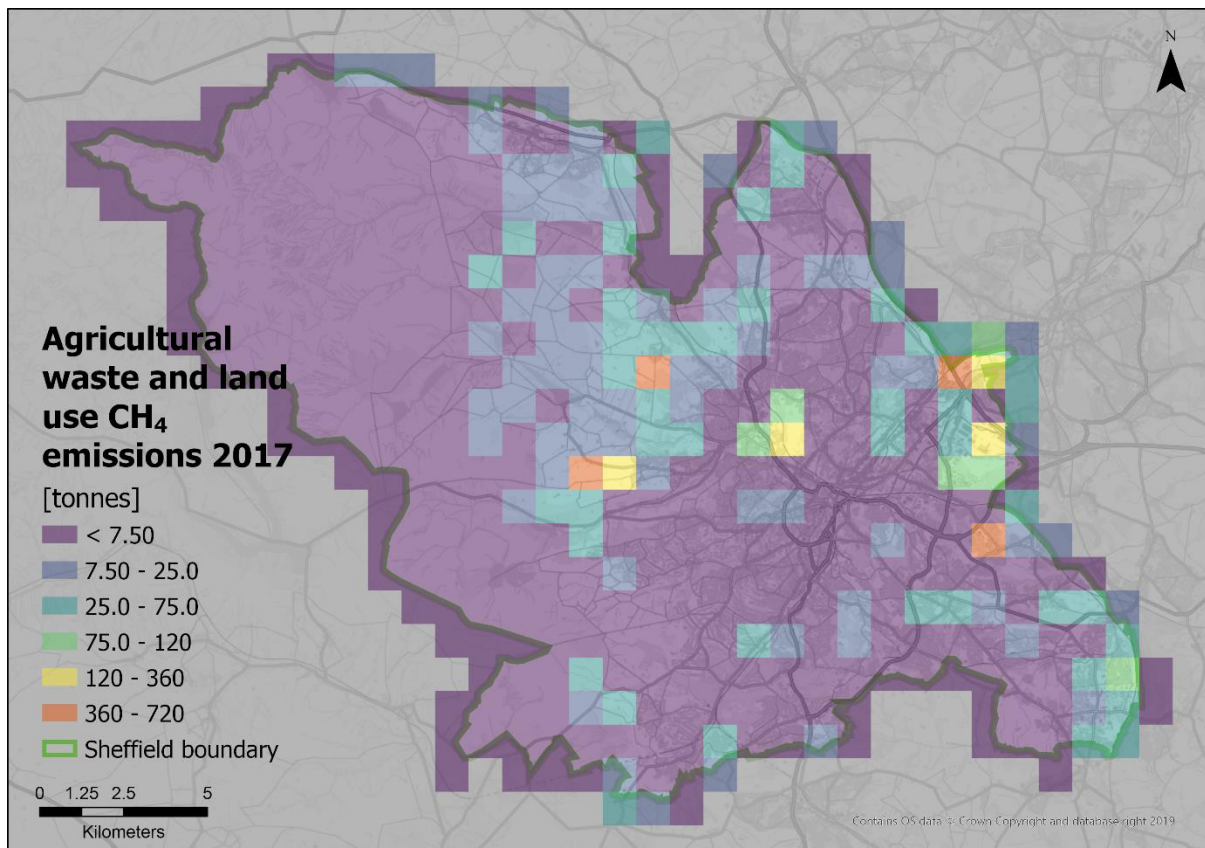 N
Agricultural
waste and land
use CH₄
emissions 2017
[tonnes]
< 7.50
7.50 - 25.0
25.0 - 75.0
75.0 - 120
120 - 360
360 - 720
Sheffield boundary
0 1.25 2.5 5
Kilometers
Contains OS data © Crown Copyright and database right 2019